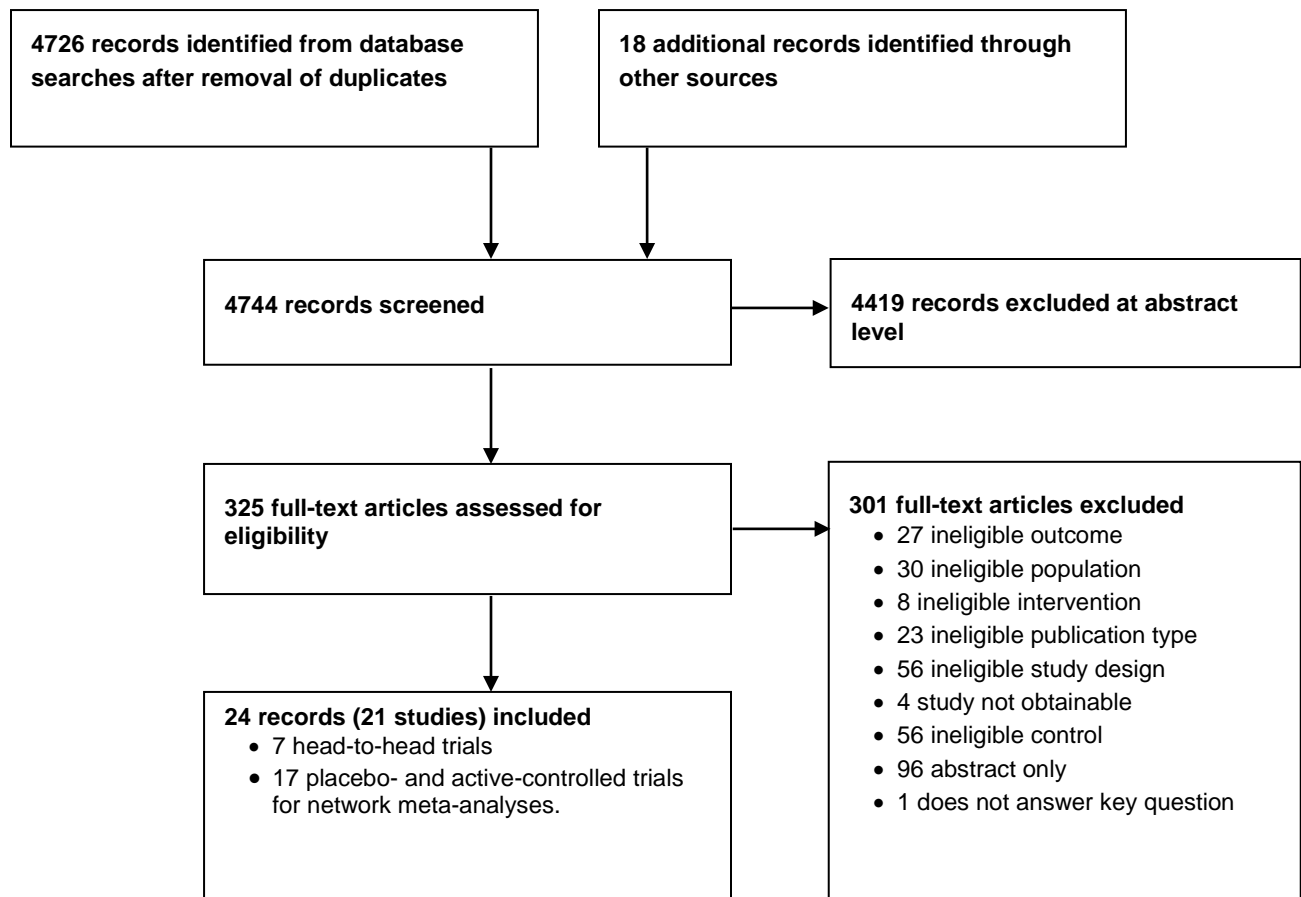 4726 records identified from database
searches after removal of duplicates
18 additional records identified through
other sources
4744 records screened
4419 records excluded at abstract
level
325 full-text articles assessed for
eligibility
301 full-text articles excluded
• 27 ineligible outcome
• 30 ineligible population
• 8 ineligible intervention
• 23 ineligible publication type
• 56 ineligible study design
• 4 study not obtainable
• 56 ineligible control
• 96 abstract only
• 1 does not answer key question
24 records (21 studies) included
• 7 head-to-head trials
• 17 placebo- and active-controlled trials
for network meta-analyses.